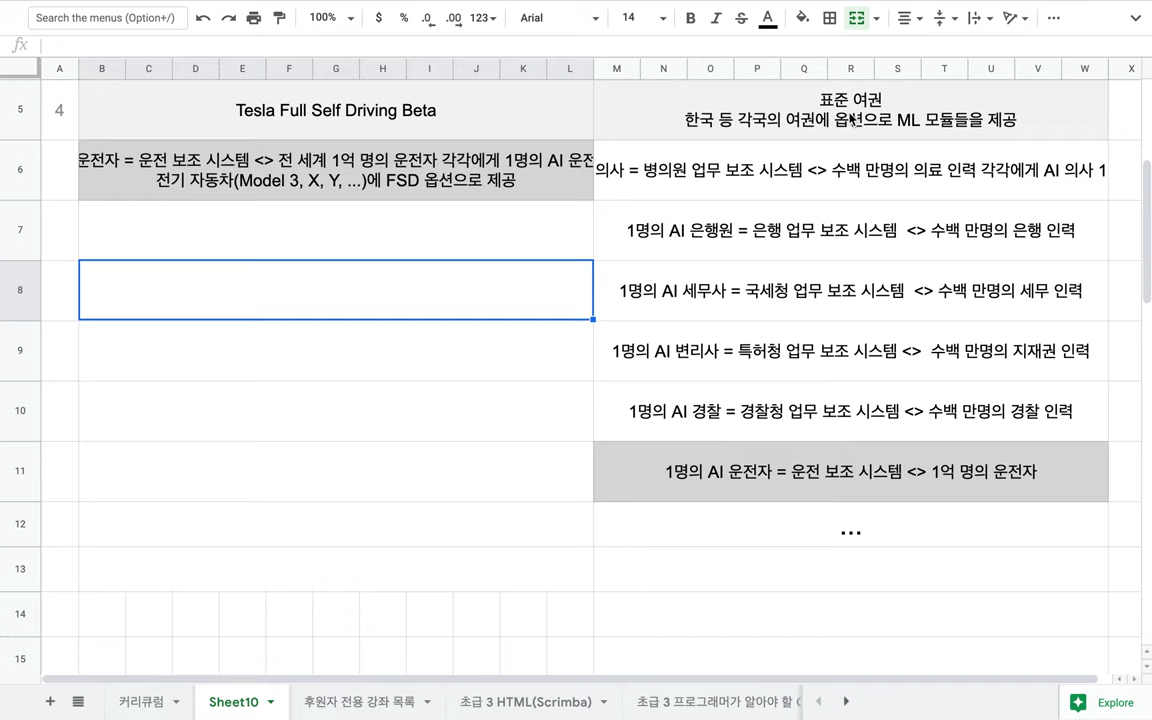 Search the menus (Option+/)
100%
$ % .0 .00 123
Arial
14
B I S A
fx
A B C D E F G H I J K L M N O P Q R S T U V W X
5
4
Tesla Full Self Driving Beta
표준 여권
한국 등 각국의 여권에 옵션으로 ML 모듈들을 제공
6
운전자 = 운전 보조 시스템 <> 전 세계 1억 명의 운전자 각각에게 1명의 AI 운전
전기 자동차(Model 3, X, Y, ...)에 FSD 옵션으로 제공
의사 = 병의원 업무 보조 시스템 <> 수백 만명의 의료 인력 각각에게 AI 의사 1
7
1명의 AI 은행원 = 은행 업무 보조 시스템 <> 수백 만명의 은행 인력
8
1명의 AI 세무사 = 국세청 업무 보조 시스템 <> 수백 만명의 세무 인력
9
1명의 AI 변리사 = 특허청 업무 보조 시스템 <> 수백 만명의 지재권 인력
10
1명의 AI 경찰 = 경찰청 업무 보조 시스템 <> 수백 만명의 경찰 인력
11
1명의 AI 운전자 = 운전 보조 시스템 <> 1억 명의 운전자
12
...
13
14
15
커리큐럼
Sheet10
후원자 전용 강좌 목록
초급 3 HTML(Scrimba)
초급 3 프로그래머가 알아야 할
Explore